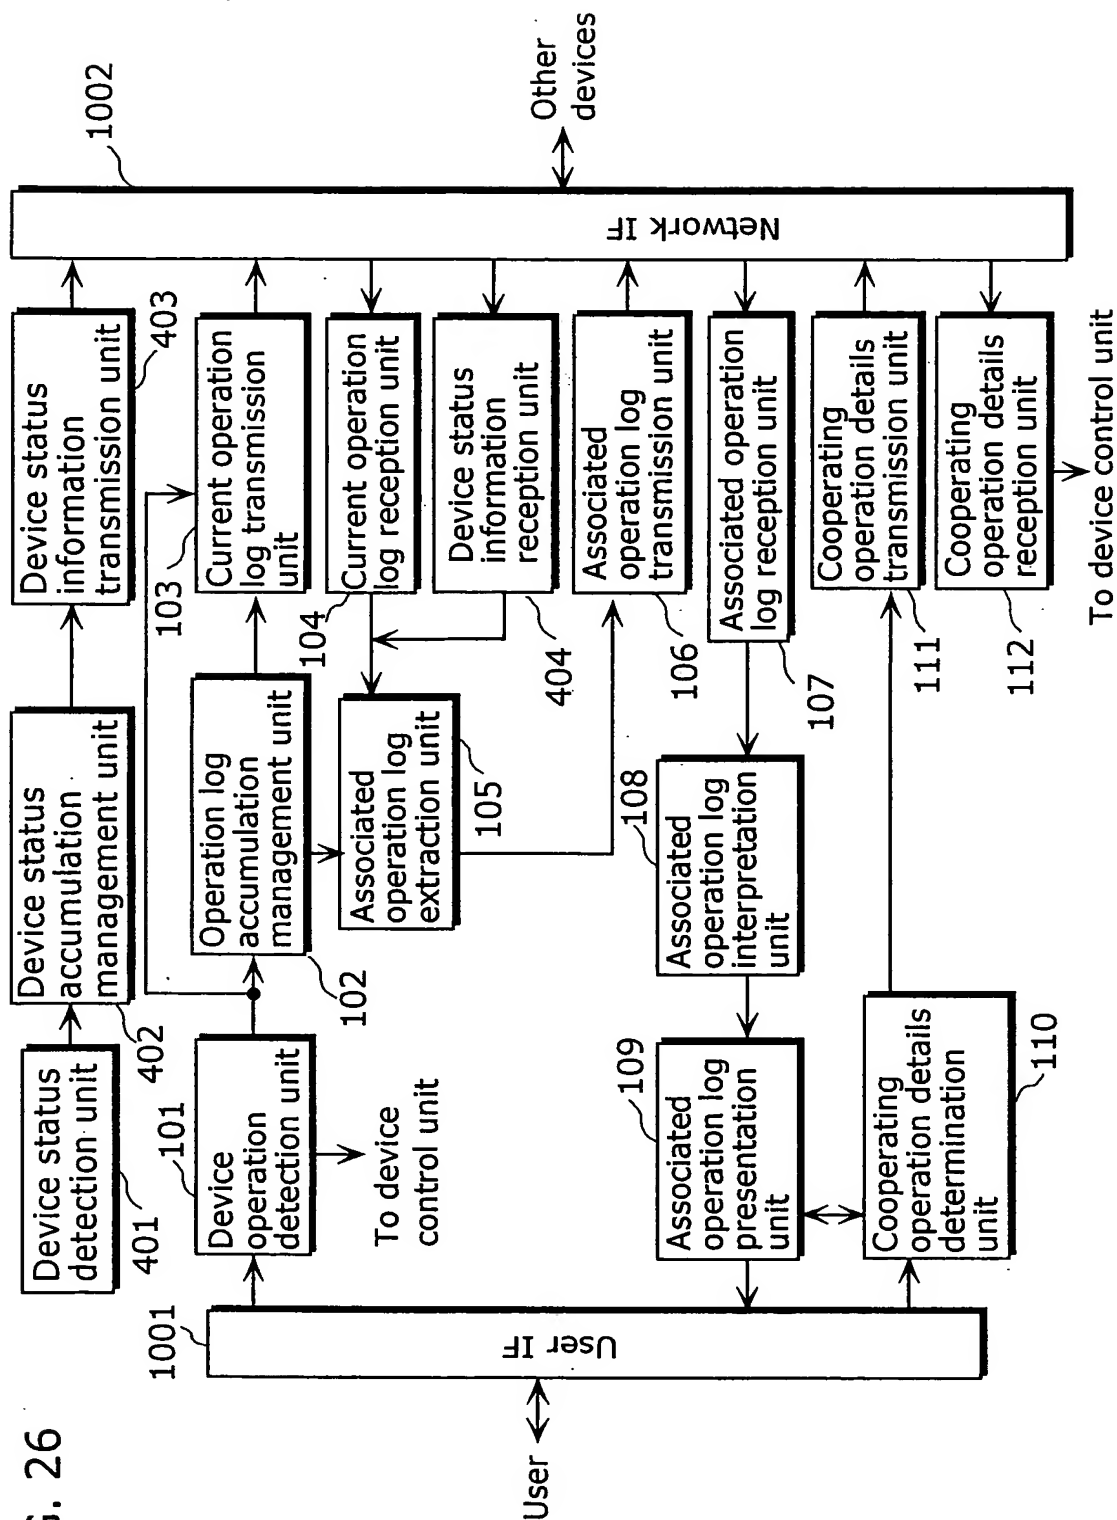 G. 26
1001
User IF
User
Device status
detection unit
401
Device status
accumulation
management unit
402
Device status
information
transmission unit
403
1002
Network IF
Other
devices
101
Device
operation
detection unit
To device
control unit
Operation log
accumulation
management unit
102
103
Current operation
log transmission
unit
104
Current operation
log reception unit
Device status
information
reception unit
404
Associated
operation log
extraction unit
105
Associated
operation log
transmission unit
106
Associated operation
log reception unit
107
108
Associated
operation log
interpretation
unit
109
Associated
operation log
presentation
unit
Cooperating
operation details
determination
unit
110
Cooperating
operation details
transmission unit
111
Cooperating
operation details
reception unit
112
To device control unit